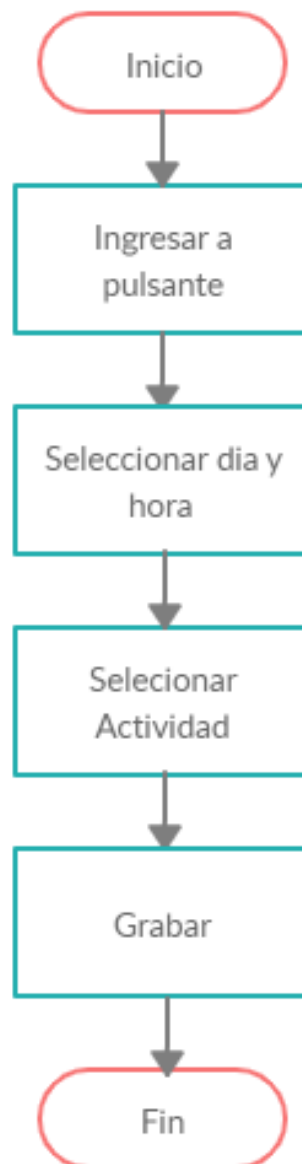 Inicio
Ingresar a
pulsante
Seleccionar dia y
hora
Selecionar
Actividad
Grabar
Fin